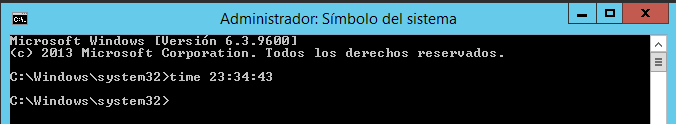 Administrador: Símbolo del sistema
Microsoft Windows [Versión 6.3.9600]
(c) 2013 Microsoft Corporation. Todos los derechos reservados.
C:\Windows\system32>time 23:34:43
C:\Windows\system32>